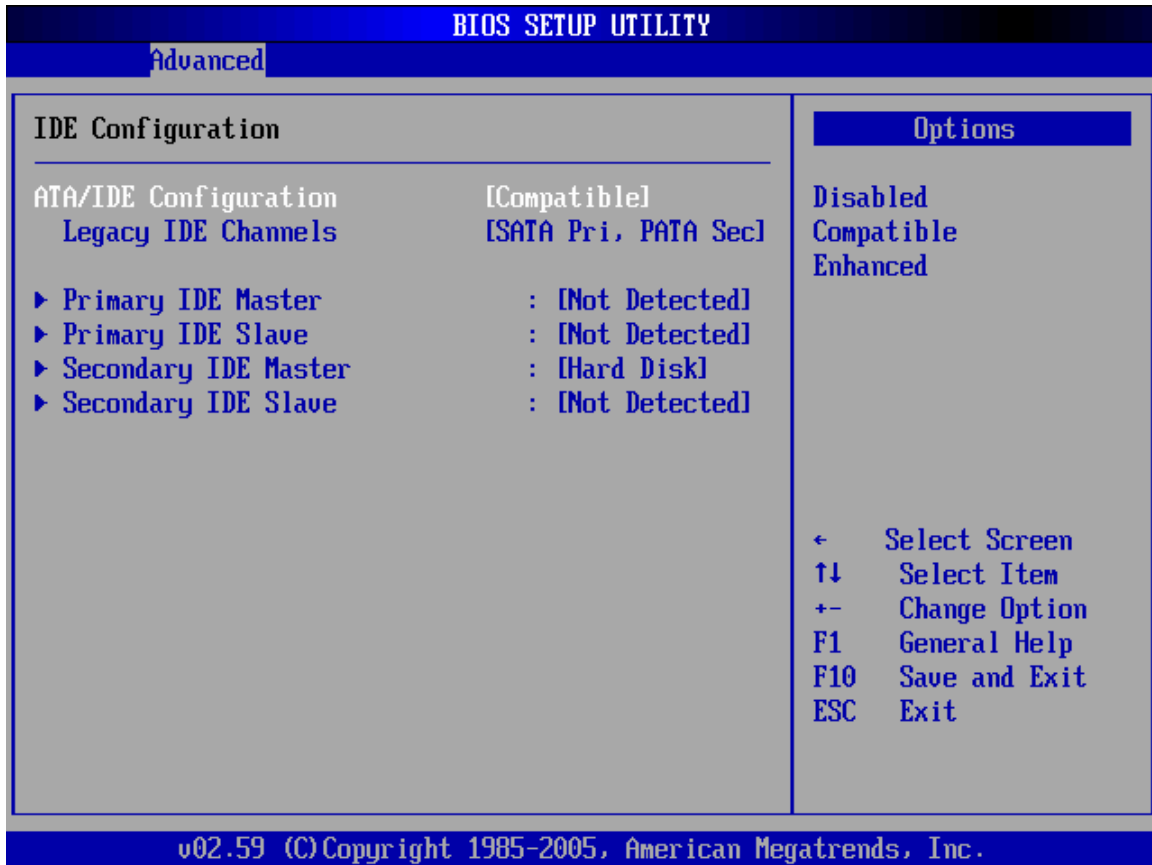 BIOS SETUP UTILITY
Advanced
IDE Configuration
ATA/IDE Configuration [Compatible]
Legacy IDE Channels [SATA Pri, PATA Sec]
▶ Primary IDE Master : [Not Detected]
▶ Primary IDE Slave : [Not Detected]
▶ Secondary IDE Master : [Hard Disk]
▶ Secondary IDE Slave : [Not Detected]
Options
Disabled
Compatible
Enhanced
← Select Screen
↑↓ Select Item
+- Change Option
F1 General Help
F10 Save and Exit
ESC Exit
v02.59 (C)Copyright 1985-2005, American Megatrends, Inc.